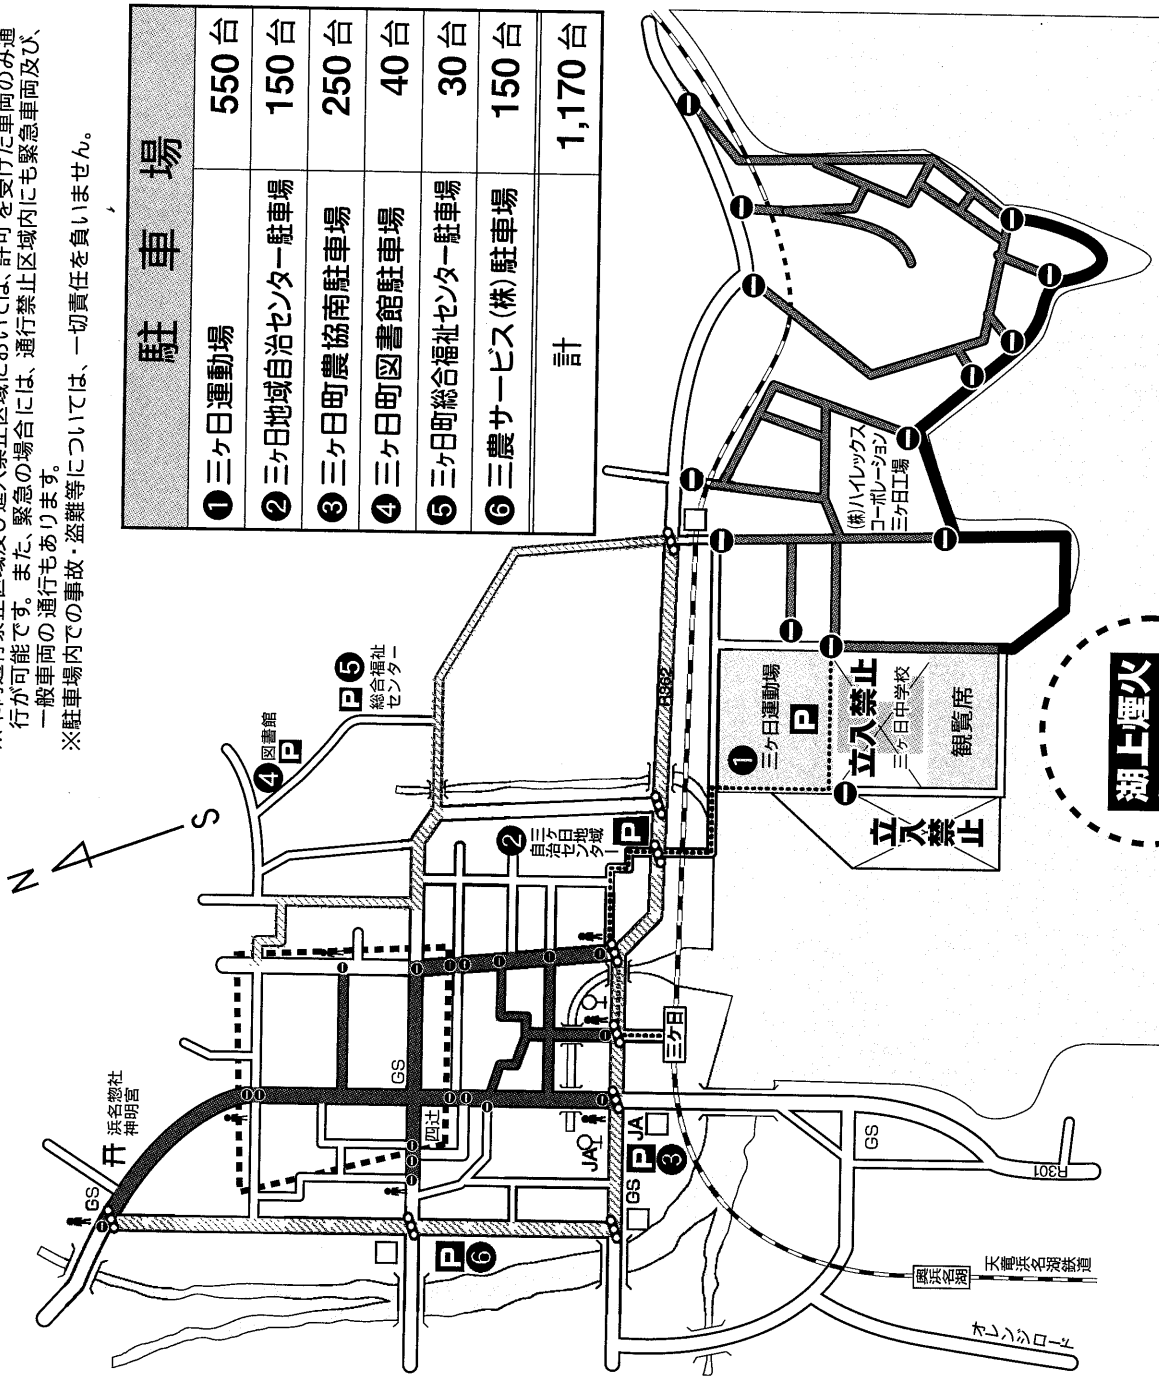 行が可能です。また、緊急の場合には、通行禁止区域内にも緊急車両及び、
一般車両の通行もあります。
※駐車場内での事故・盗難等については、一切責任を負いません。
駐車場
❶三ヶ日運動場 550台
❷三ヶ日地域自治センター駐車場 150台
❸三ヶ日町農協南駐車場 250台
❹三ヶ日町図書館駐車場 40台
❺三ヶ日町総合福祉センター駐車場 30台
❻三農サービス(株)駐車場 150台
計 1,170台
N
S
❹図書館
P
P❺
総合福祉
センター
❷三ヶ日地域
自治センター
P
R362
❶
三ヶ日運動場
P
立入禁止
三ヶ日中学校
観覧席
立入禁止
湖上煙火
(株)ハイレックス
コーポレーション
三ヶ日工場
浜名惣社
神明宮
GS
GS
四辻
三ヶ日
JA
JA
P❸
GS
P❻
GS
R301
奥浜名湖
天竜浜名湖鉄道
オレンジロード